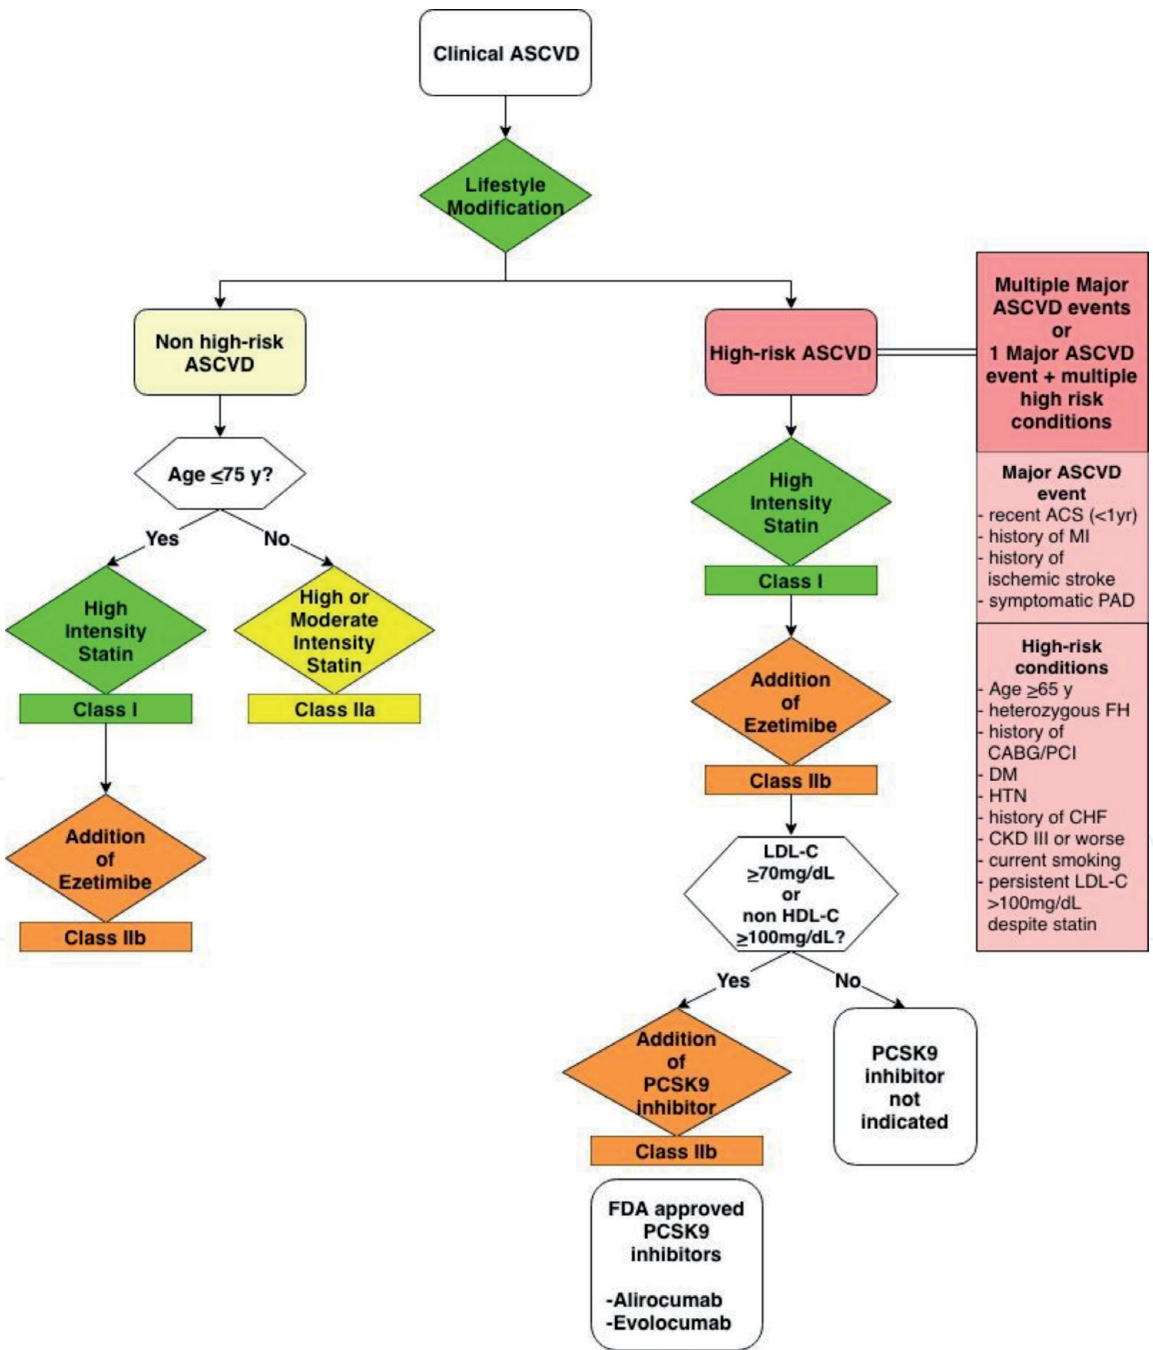 Clinical ASCVD
Lifestyle
Modification
Non high-risk
ASCVD
Age ≤75 y?
Yes
No
High
Intensity
Statin
Class I
High or
Moderate
Intensity
Statin
Class IIa
Addition
of
Ezetimibe
Class IIb
High-risk ASCVD
High
Intensity
Statin
Class I
Addition
of
Ezetimibe
Class IIb
LDL-C
≥70mg/dL
or
non HDL-C
≥100mg/dL?
Yes
No
Addition
of
PCSK9
inhibitor
Class IIb
PCSK9
inhibitor
not
indicated
FDA approved
PCSK9
inhibitors
-Alirocumab
-Evolocumab
Multiple Major
ASCVD events
or
1 Major ASCVD
event + multiple
high risk
conditions
Major ASCVD
event
- recent ACS (<1yr)
- history of MI
- history of
ischemic stroke
- symptomatic PAD
High-risk
conditions
- Age ≥65 y
- heterozygous FH
- history of
CABG/PCI
- DM
- HTN
- history of CHF
- CKD III or worse
- current smoking
- persistent LDL-C
>100mg/dL
despite statin